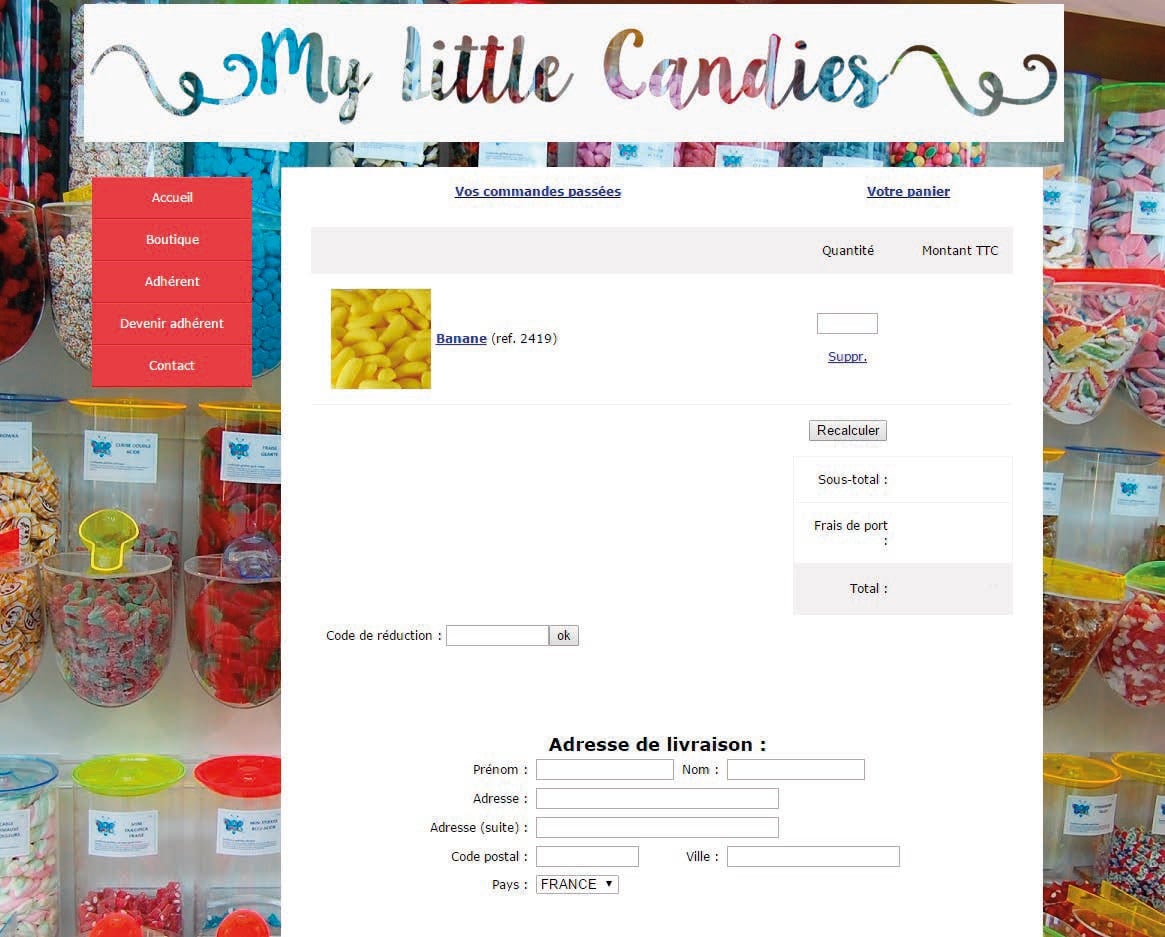 My Little Candies
Vos commandes passées
Votre panier
Accueil
Boutique
Adhérent
Devenir adhérent
Contact
Quantité
Montant TTC
Banane (ref. 2419)
Suppr.
Recalculer
Sous-total :
Frais de port
:
Total :
Code de réduction : ok
Adresse de livraison :
Prénom : Nom :
Adresse :
Adresse (suite) :
Code postal : Ville :
Pays : FRANCE